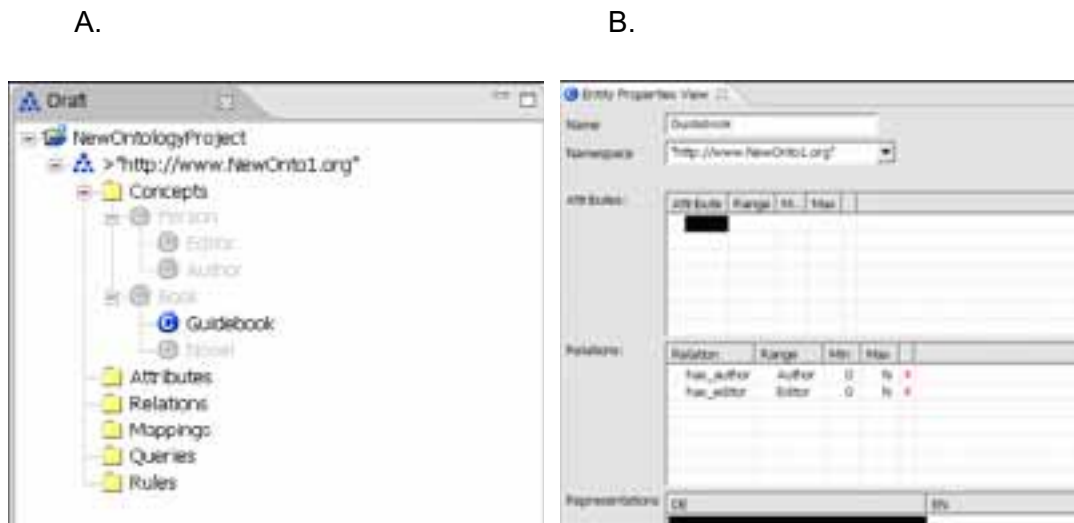 A.
B.
Draft
NewOntologyProject
>"http://www.NewOnto1.org"
Concepts
Person
Editor
Author
Book
Guidebook
Novel
Attributes
Relations
Mappings
Queries
Rules
Entity Properties View
Name Guidebook
Namespace "http://www.NewOnto1.org"
Attributes: Attribute Range M... Max
Relations: Relation Range Min Max
has_author Author 0 N
has_editor Editor 0 N
Representations DE EN